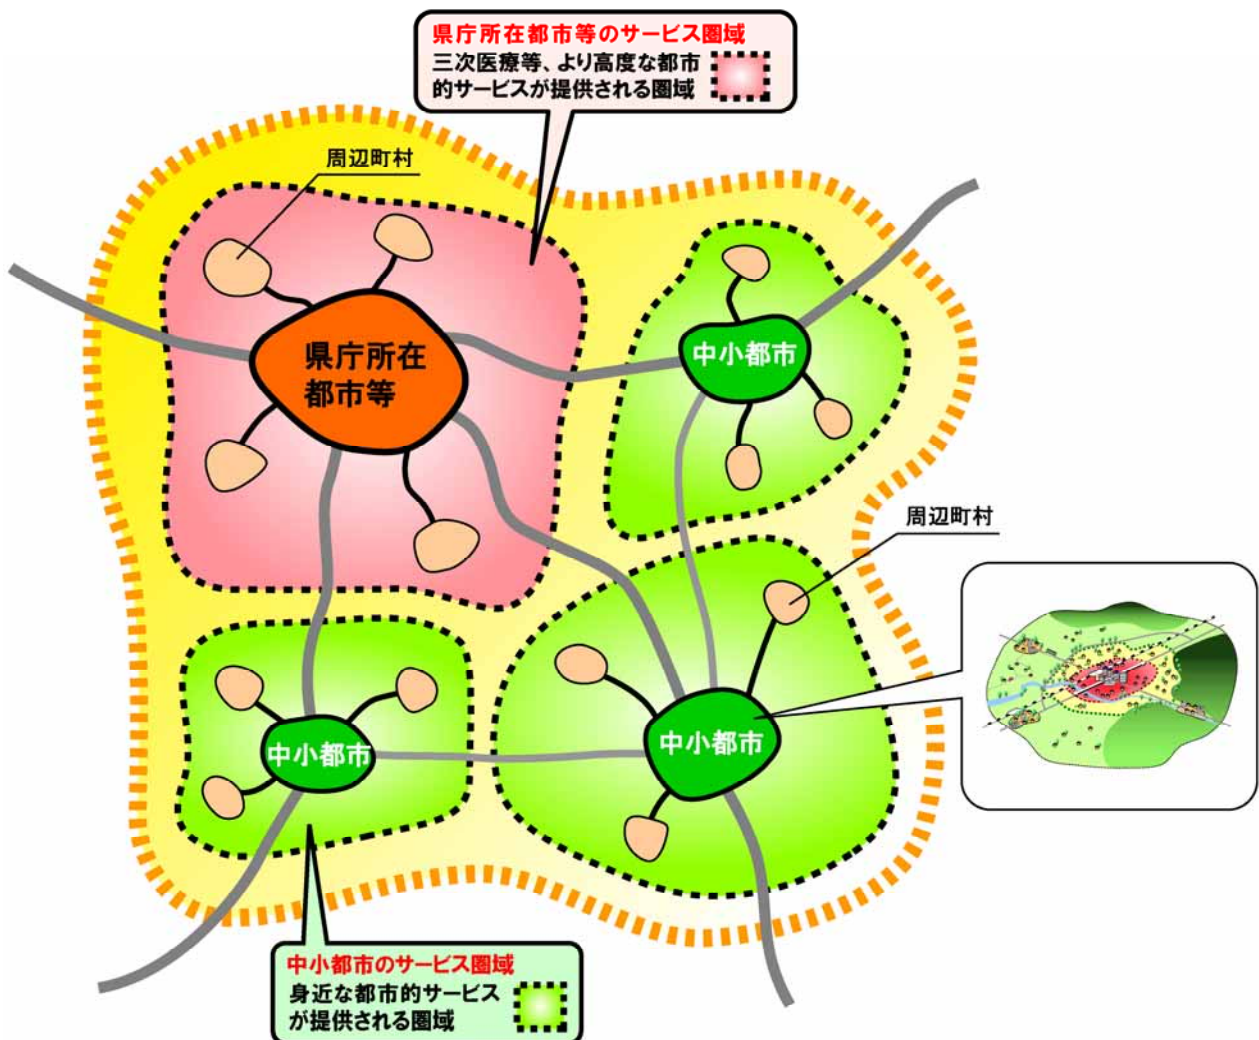 県庁所在都市等のサービス圏域
三次医療等、より高度な都市
的サービスが提供される圏域
周辺町村
県庁所在
都市等
中小都市
周辺町村
中小都市
中小都市
中小都市のサービス圏域
身近な都市的サービス
が提供される圏域